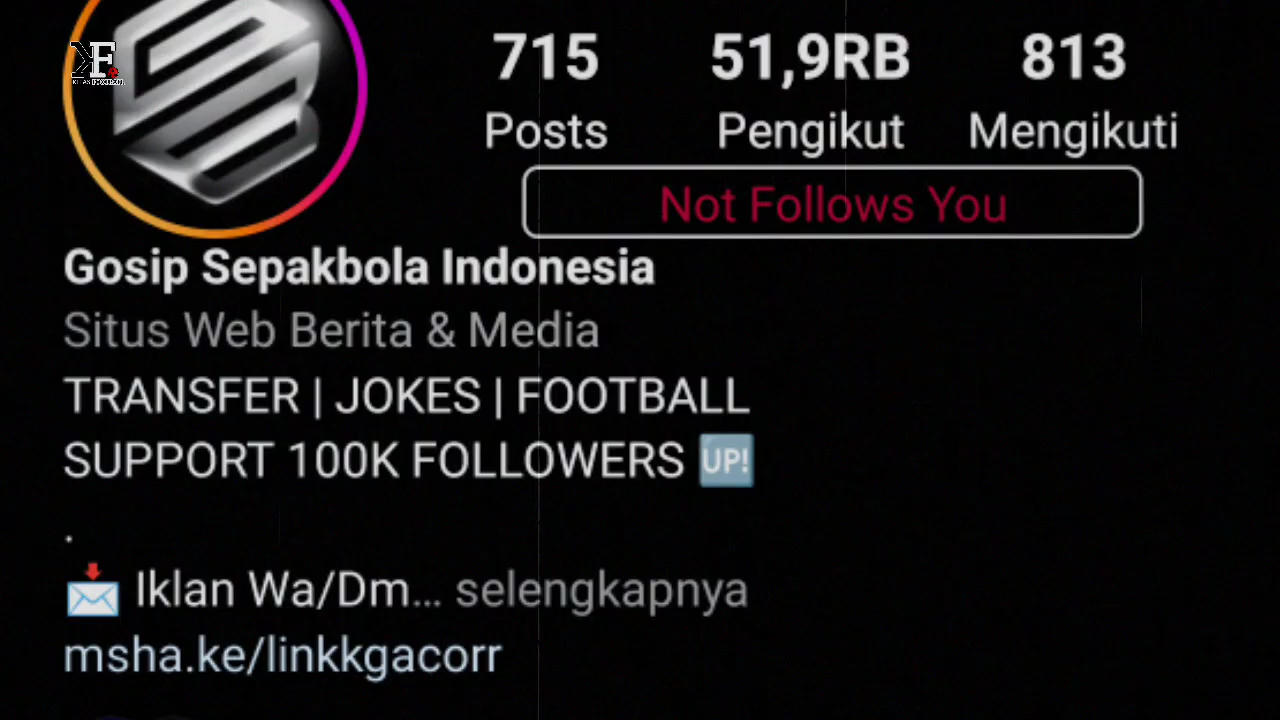 KF.
715 51,9RB 813
Posts Pengikut Mengikuti
Not Follows You
Gosip Sepakbola Indonesia
Situs Web Berita & Media
TRANSFER | JOKES | FOOTBALL
SUPPORT 100K FOLLOWERS 🆙
.
📩 Iklan Wa/Dm... selengkapnya
msha.ke/linkkgacorr